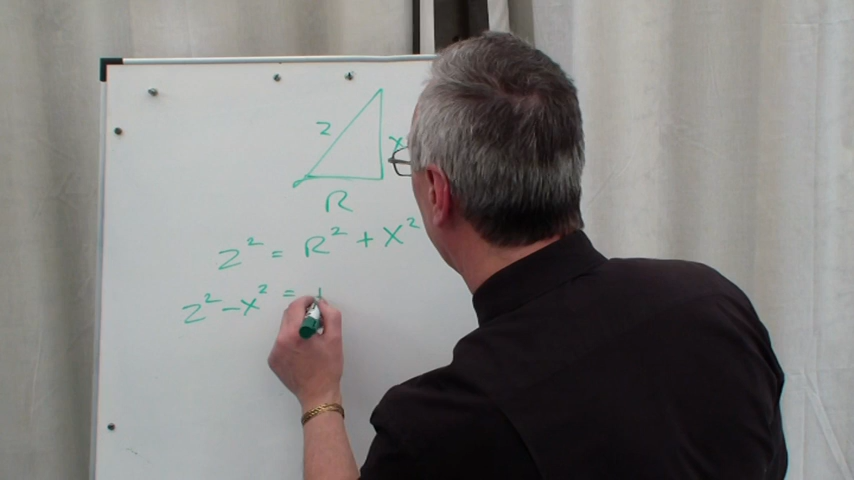 Z
X
R
Z² = R² + X²
Z² - X² =